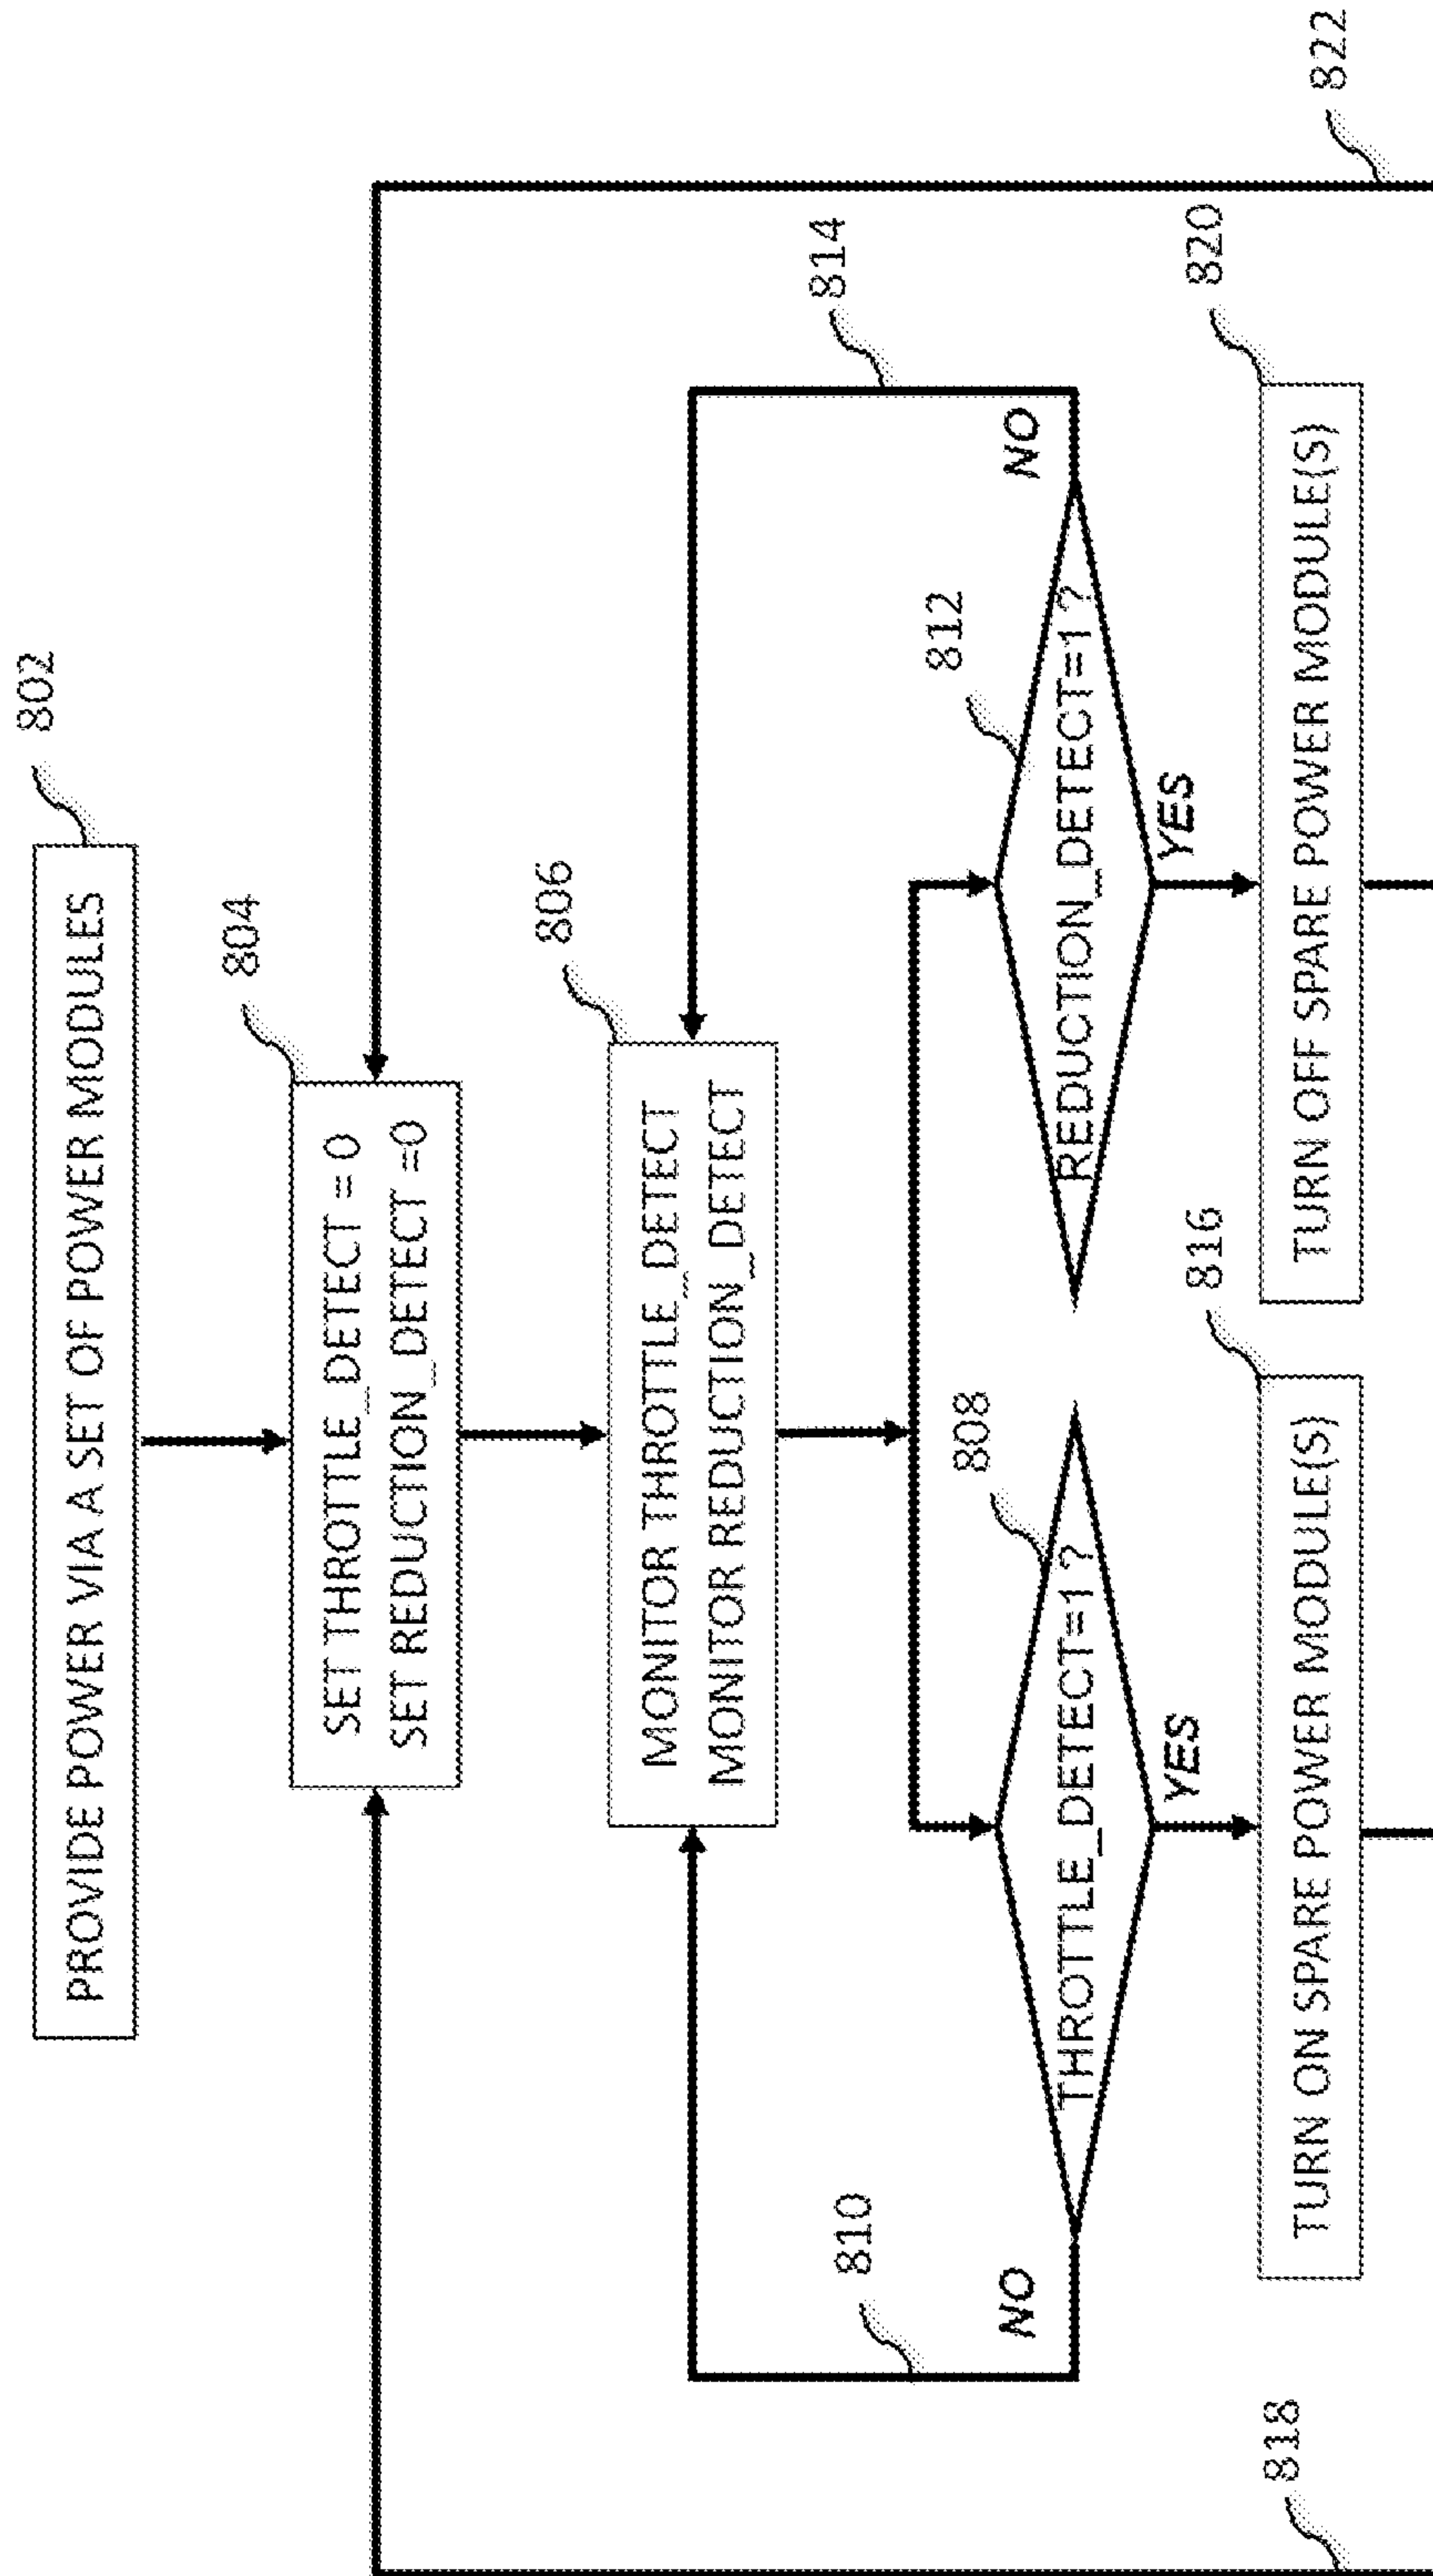 PROVIDE POWER VIA A SET OF POWER MODULES
802
SET THROTTLE_DETECT = 0
SET REDUCTION_DETECT =0
804
MONITOR THROTTLE_DETECT
MONITOR REDUCTION_DETECT
806
810
NO
THROTTLE_DETECT=1 ?
808
YES
REDUCTION_DETECT=1 ?
812
YES
NO
814
TURN ON SPARE POWER MODULE(S)
816
TURN OFF SPARE POWER MODULE(S)
820
818
822